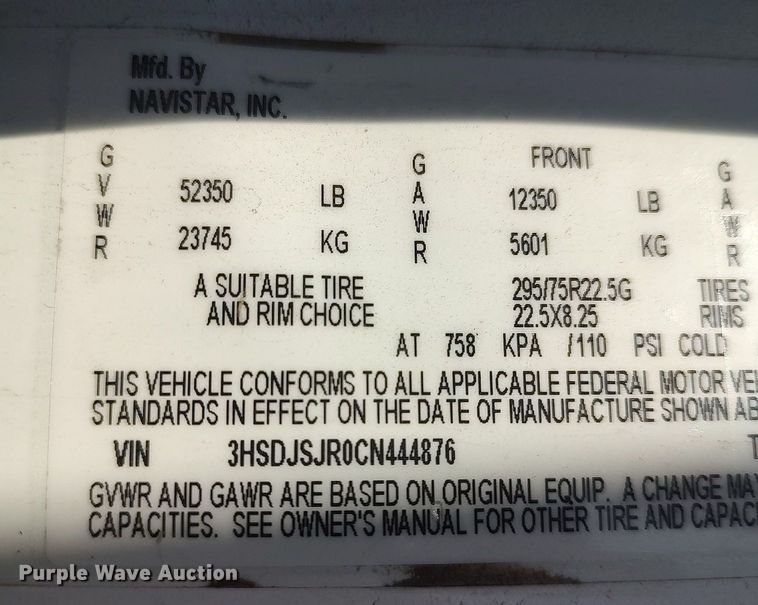 Mfd. By
NAVISTAR, INC.
GVWR 52350 LB GAWR FRONT 12350 LB GAWR
23745 KG 5601 KG
A SUITABLE TIRE 295/75R22.5G TIRES
AND RIM CHOICE 22.5X8.25 RIMS
AT 758 KPA /110 PSI COLD
THIS VEHICLE CONFORMS TO ALL APPLICABLE FEDERAL MOTOR VE
STANDARDS IN EFFECT ON THE DATE OF MANUFACTURE SHOWN AB
VIN 3HSDJSJR0CN444876 T
GVWR AND GAWR ARE BASED ON ORIGINAL EQUIP. A CHANGE MA
CAPACITIES. SEE OWNER'S MANUAL FOR OTHER TIRE AND CAPAC
Purple Wave Auction